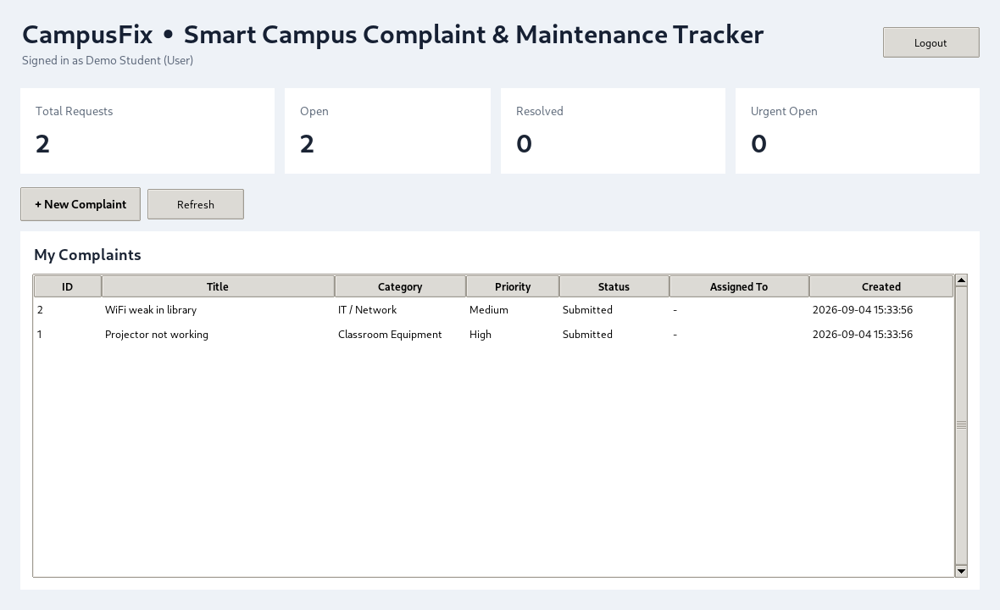 CampusFix • Smart Campus Complaint & Maintenance Tracker
Signed in as Demo Student (User)
Logout
Total Requests
2
Open
2
Resolved
0
Urgent Open
0
+ New Complaint
Refresh
My Complaints
ID Title Category Priority Status Assigned To Created
2 WiFi weak in library IT / Network Medium Submitted - 2026-09-04 15:33:56
1 Projector not working Classroom Equipment High Submitted - 2026-09-04 15:33:56